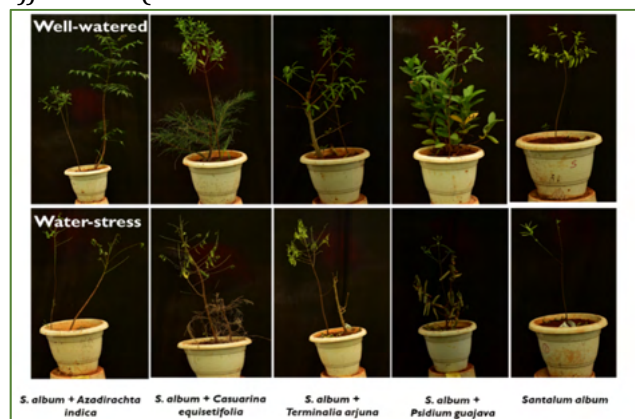 Well-watered
Water-stress
S. album + Azadirachta
indica
S. album + Casuarina
equisetifolia
S. album +
Terminalia arjuna
S. album +
Psidium guajava
Santalum album